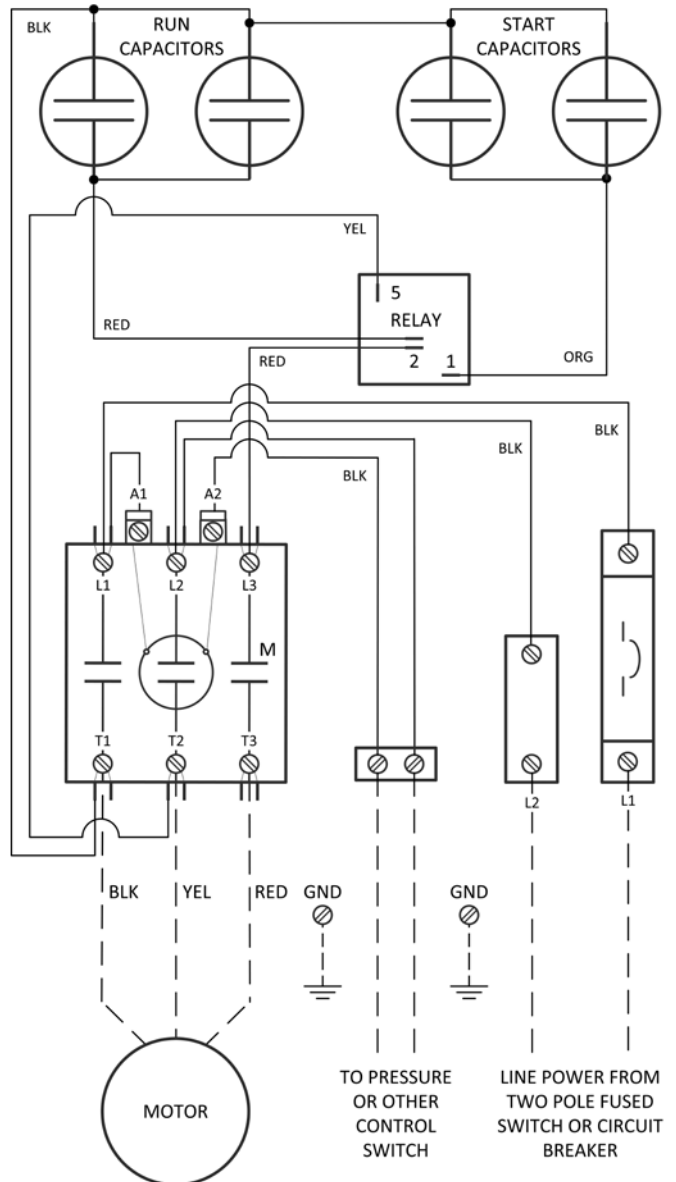 BLK
RUN
CAPACITORS
START
CAPACITORS
YEL
5
RELAY
2
1
RED
RED
ORG
BLK
BLK
BLK
A1
A2
L1
L2
L3
M
T1
T2
T3
L2
L1
BLK
YEL
RED
GND
GND
MOTOR
TO PRESSURE
OR OTHER
CONTROL
SWITCH
LINE POWER FROM
TWO POLE FUSED
SWITCH OR CIRCUIT
BREAKER